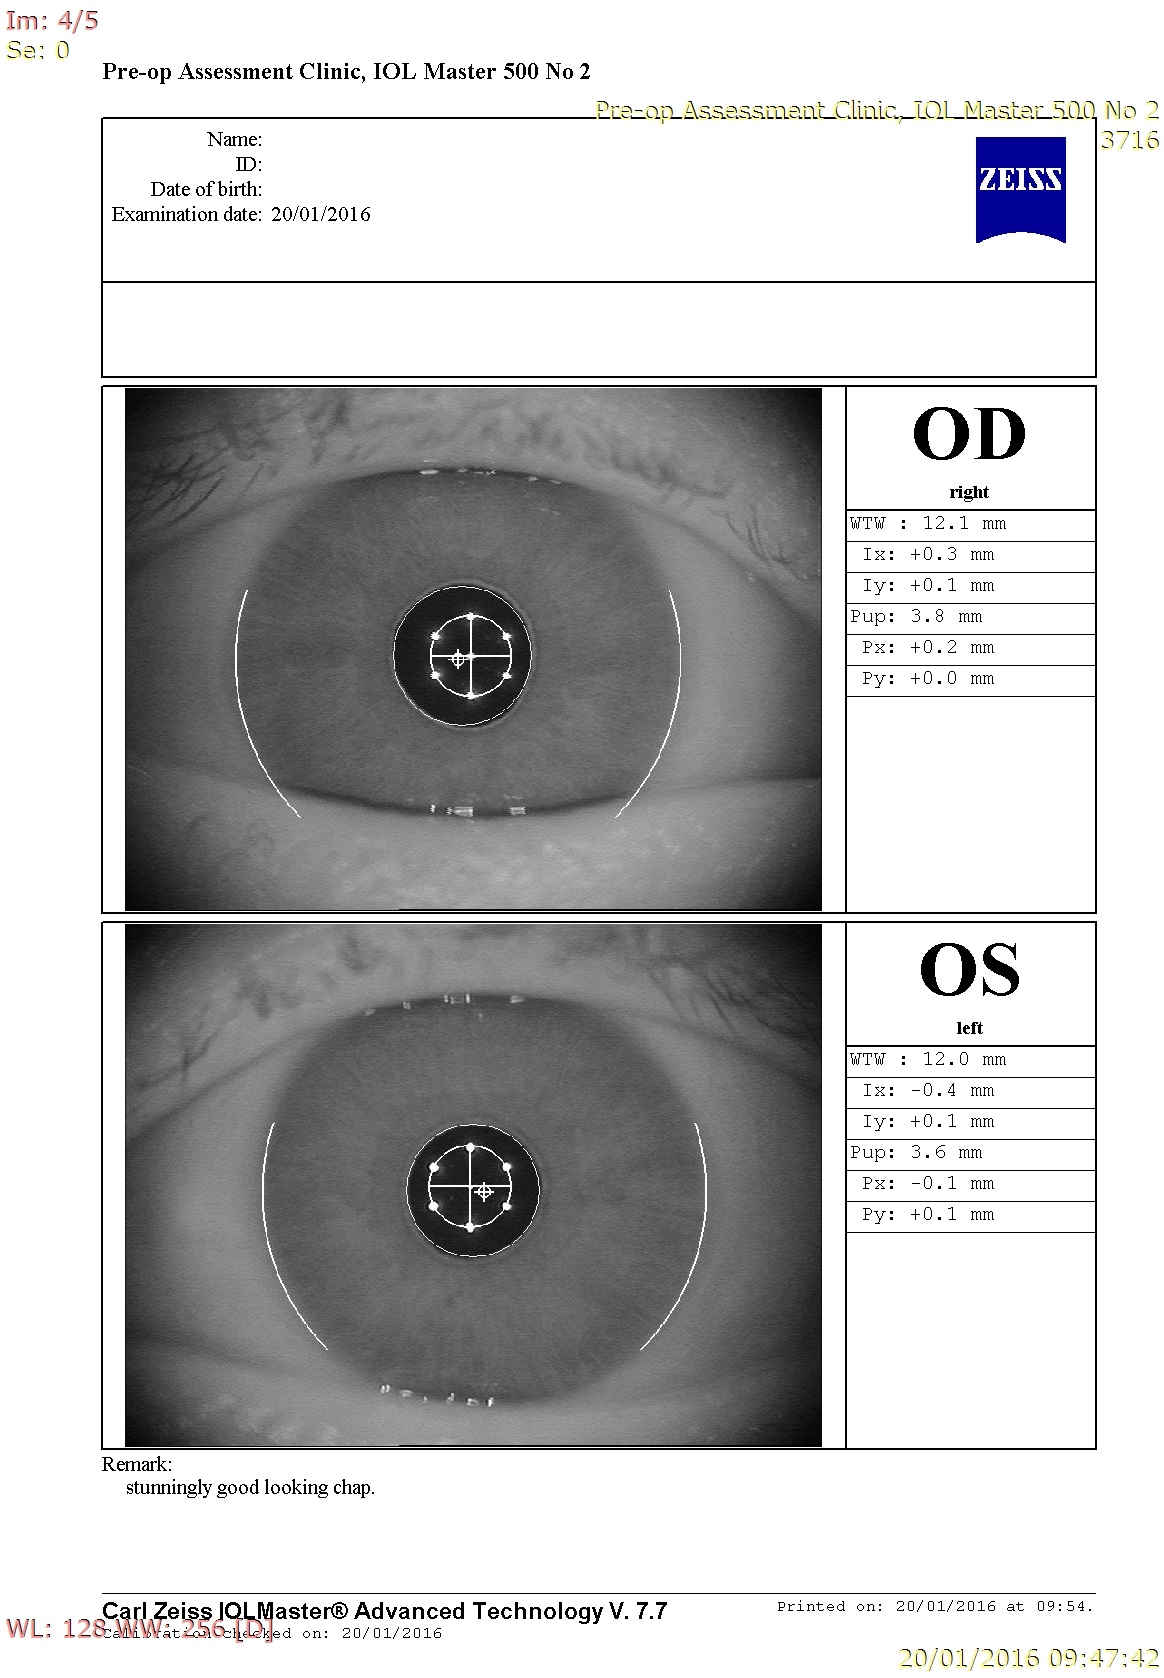 Im: 4/5
Se: 0
Pre-op Assessment Clinic, IOL Master 500 No 2
Pre-op Assessment Clinic, IOL Master 500 No 2
3716
Name:
ID:
Date of birth:
Examination date: 20/01/2016
ZEISS
OD
right
WTW : 12.1 mm
Ix: +0.3 mm
Iy: +0.1 mm
Pup: 3.8 mm
Px: +0.2 mm
Py: +0.0 mm
OS
left
WTW : 12.0 mm
Ix: -0.4 mm
Iy: +0.1 mm
Pup: 3.6 mm
Px: -0.1 mm
Py: +0.1 mm
Remark:
stunningly good looking chap.
Carl Zeiss IOLMaster® Advanced Technology V. 7.7
Printed on: 20/01/2016 at 09:54.
WL: 128 WW: 256 [D]
Calibration checked on: 20/01/2016
20/01/2016 09:47:42